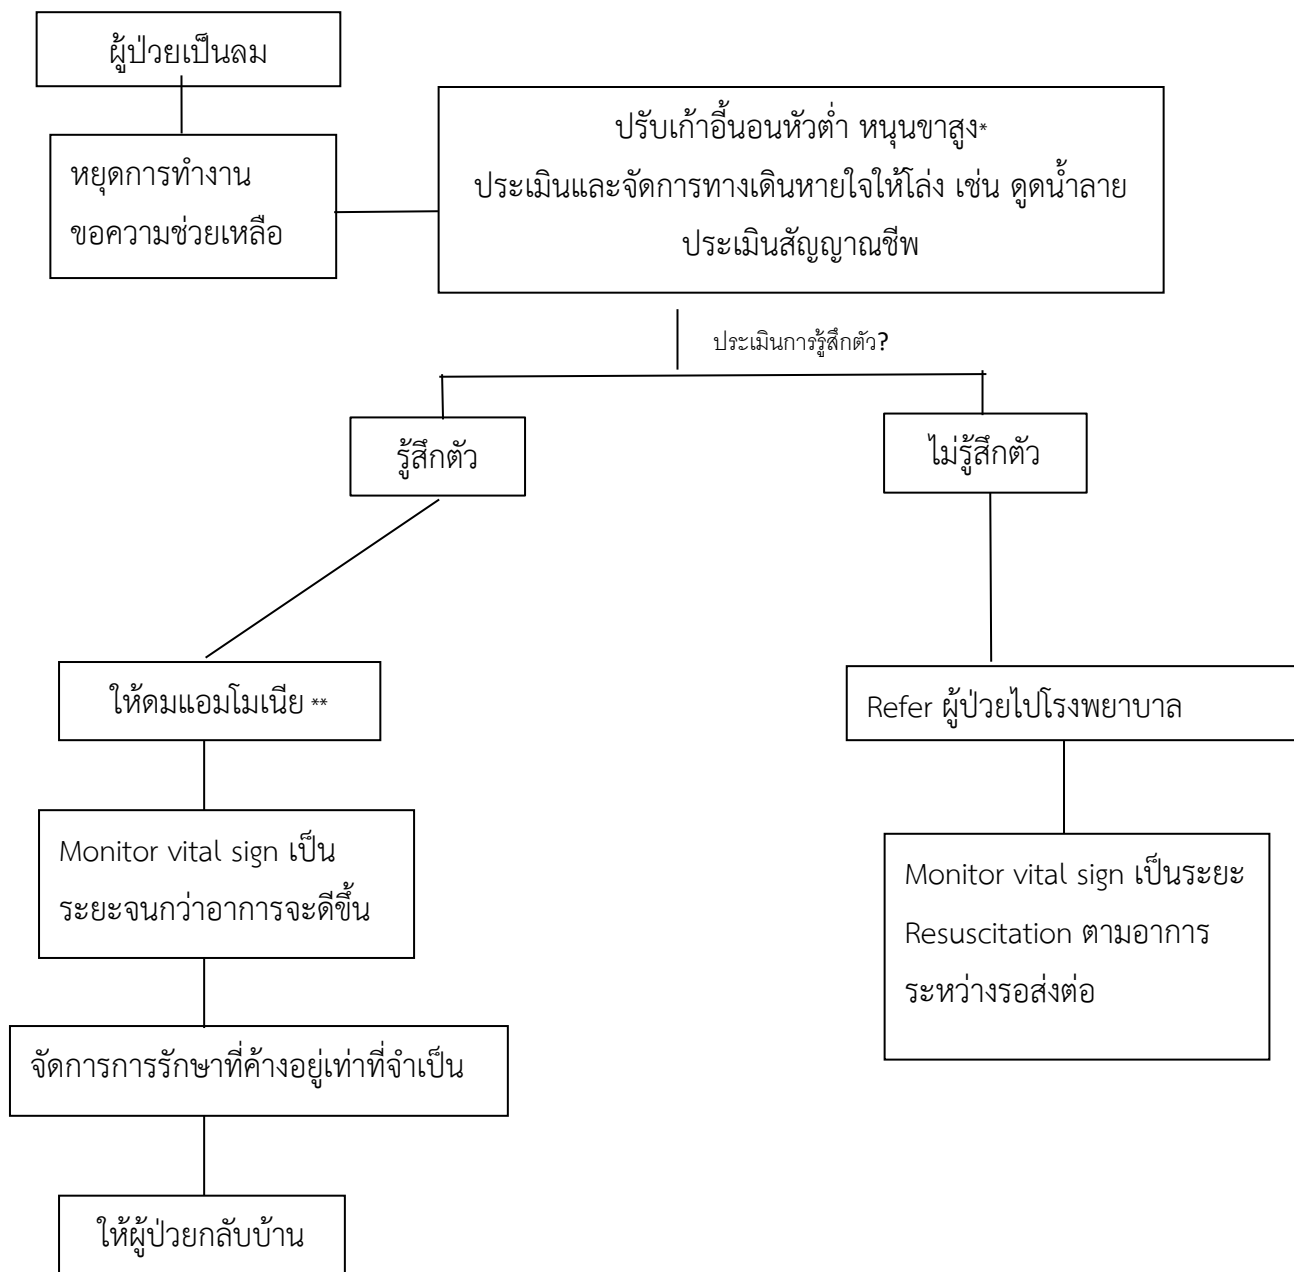 ผู้ป่วยเป็นลม
หยุดการทำงาน
ขอความช่วยเหลือ
ปรับเก้าอี้นอนหัวต่ำ หนุนขาสูง*
ประเมินและจัดการทางเดินหายใจให้โล่ง เช่น ดูดน้ำลาย
ประเมินสัญญาณชีพ
ประเมินการรู้สึกตัว?
รู้สึกตัว
ไม่รู้สึกตัว
ให้ดมแอมโมเนีย **
Monitor vital sign เป็น
ระยะจนกว่าอาการจะดีขึ้น
จัดการการรักษาที่ค้างอยู่เท่าที่จำเป็น
ให้ผู้ป่วยกลับบ้าน
Refer ผู้ป่วยไปโรงพยาบาล
Monitor vital sign เป็นระยะ
Resuscitation ตามอาการ
ระหว่างรอส่งต่อ